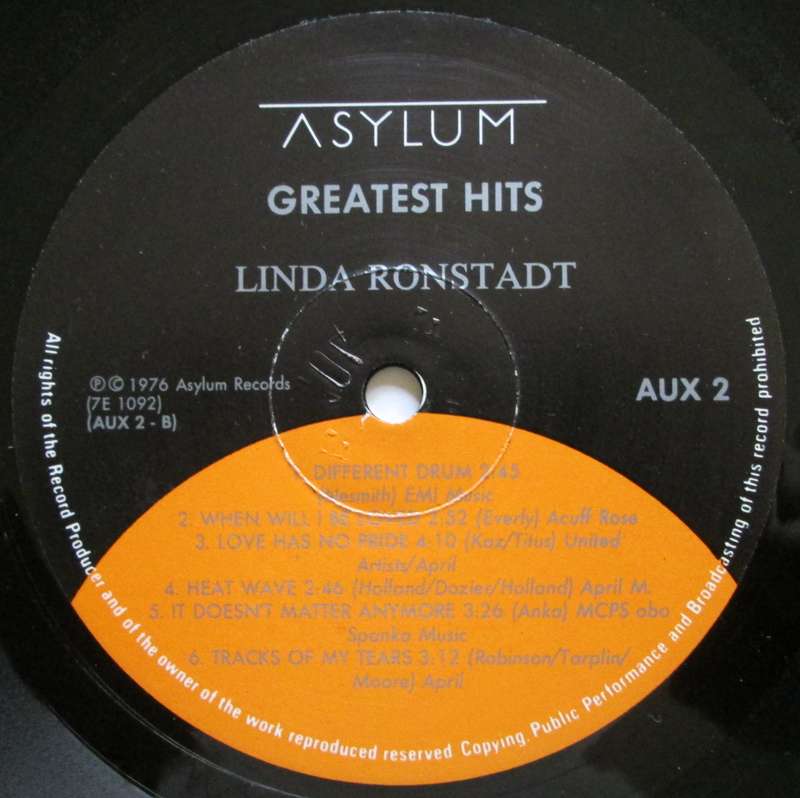 ASYLUM
GREATEST HITS
LINDA RONSTADT
℗© 1976 Asylum Records
(7E 1092)
(AUX 2 - B)
AUX 2
1. DIFFERENT DRUM 2:45
(Nesmith) EMI Music
2. WHEN WILL I BE LOVED 2:52 (Everly) Acuff Rose
3. LOVE HAS NO PRIDE 4:10 (Kaz/Titus) United
Artists/April
4. HEAT WAVE 2:46 (Holland/Dozier/Holland) April M.
5. IT DOESN'T MATTER ANYMORE 3:26 (Anka) MCPS obo
Spanka Music
6. TRACKS OF MY TEARS 3:12 (Robinson/Tarplin/
Moore) April
All rights of the Record Producer and of the owner of the work reproduced reserved Copying, Public Performance and Broadcasting of this record prohibited